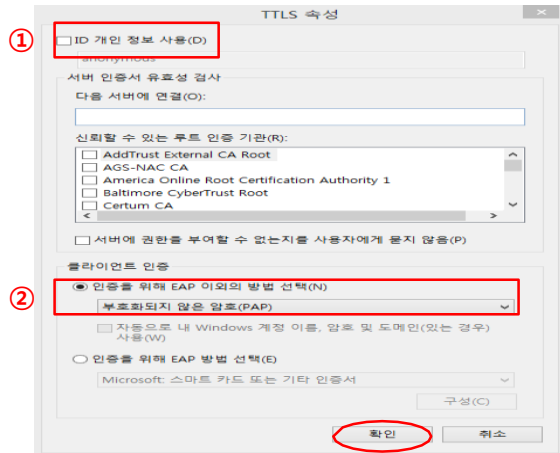 TTLS 속성
①
ID 개인 정보 사용(D)
anonymous
서버 인증서 유효성 검사
다음 서버에 연결(O):
신뢰할 수 있는 루트 인증 기관(R):
AddTrust External CA Root
AGS-NAC CA
America Online Root Certification Authority 1
Baltimore CyberTrust Root
Certum CA
서버에 권한를 부여할 수 없는지를 사용자에게 묻지 않음(P)
클라이언트 인증
②
인증를 위해 EAP 이외의 방법 선택(N)
부호화되지 않은 암호(PAP)
자동으로 내 Windows 계정 이름, 암호 및 도메인(있는 경우)
사용(W)
인증를 위해 EAP 방법 선택(E)
Microsoft: 스마트 카드 또는 기타 인증서
구성(C)
확인
취소